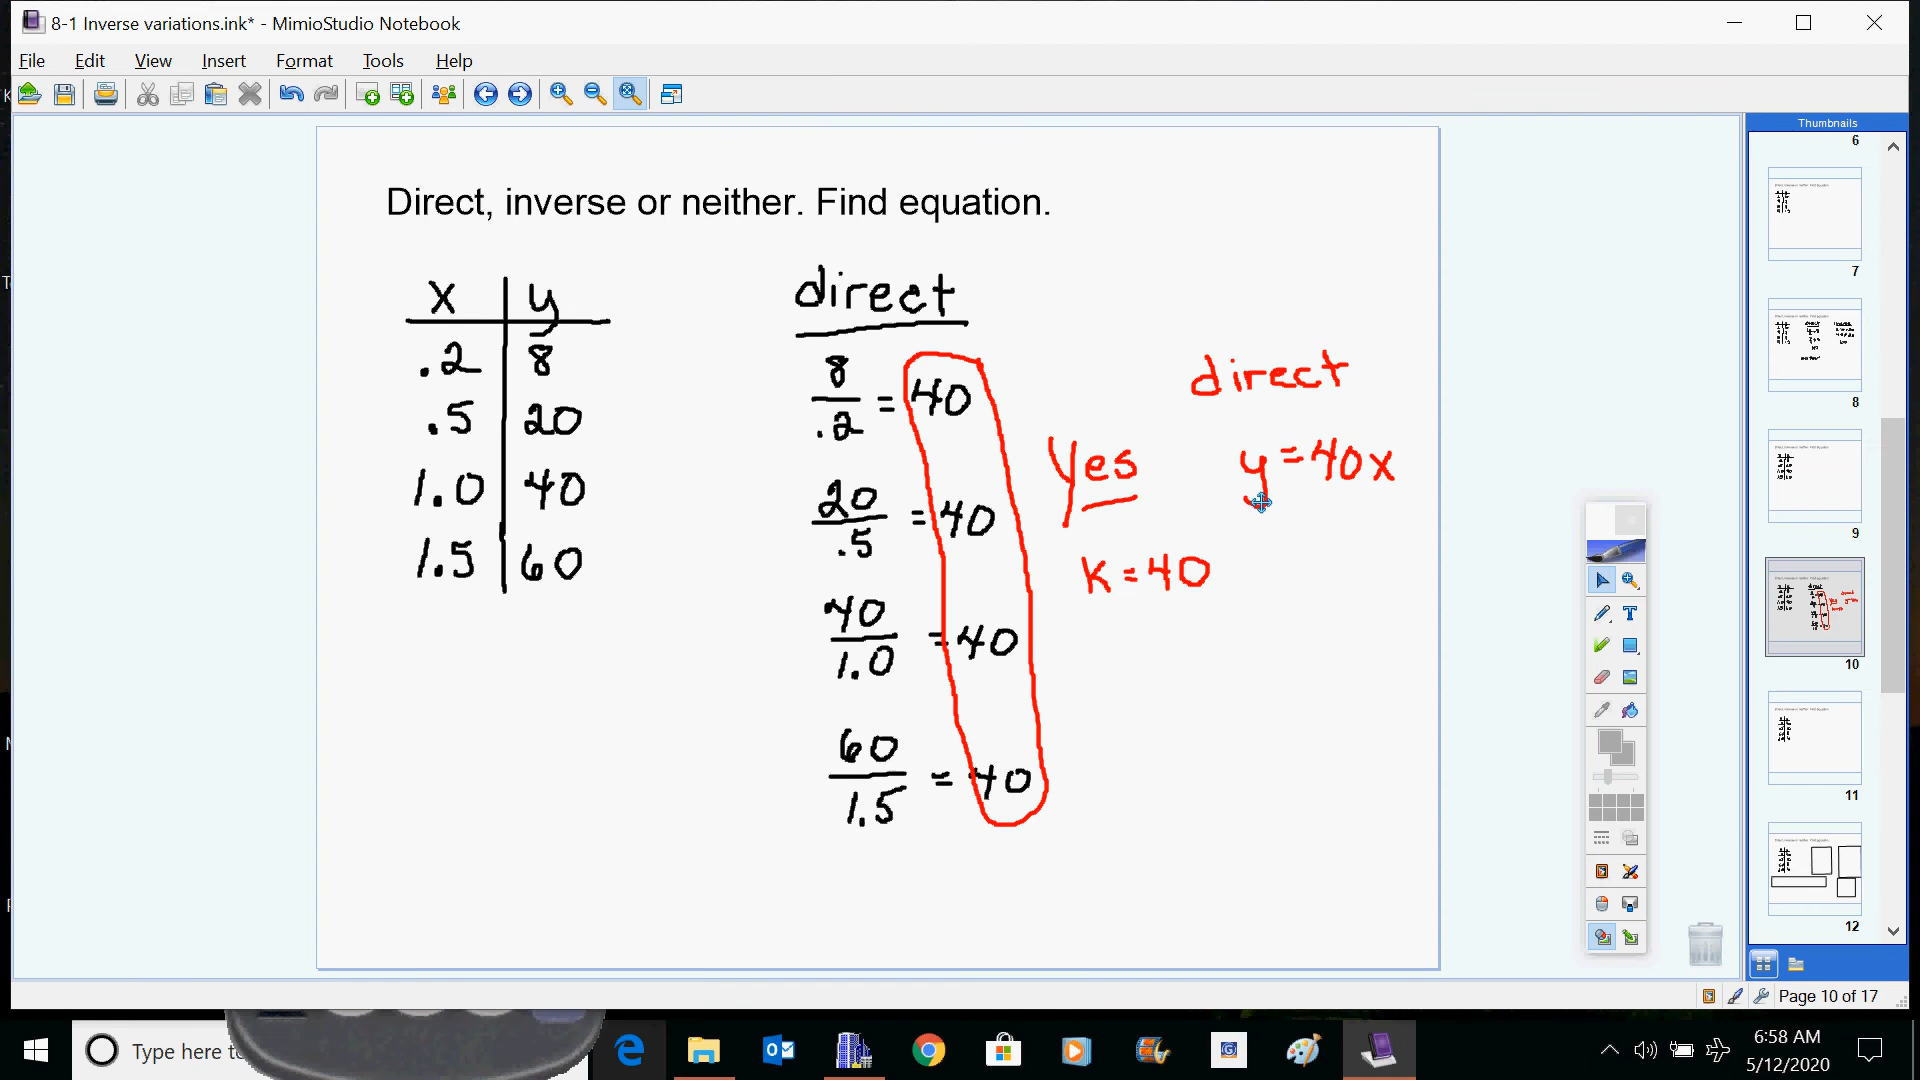 8-1 Inverse variations.ink* - MimioStudio Notebook
File Edit View Insert Format Tools Help
Thumbnails
6
7
8
9
10
11
12
Direct, inverse or neither. Find equation.
x y
.2 8
.5 20
1.0 40
1.5 60
direct
8/.2 = 40
20/.5 = 40
40/1.0 = 40
60/1.5 = 40
Yes
k=40
direct
y=40x
Page 10 of 17
Type here to
6:58 AM
5/12/2020